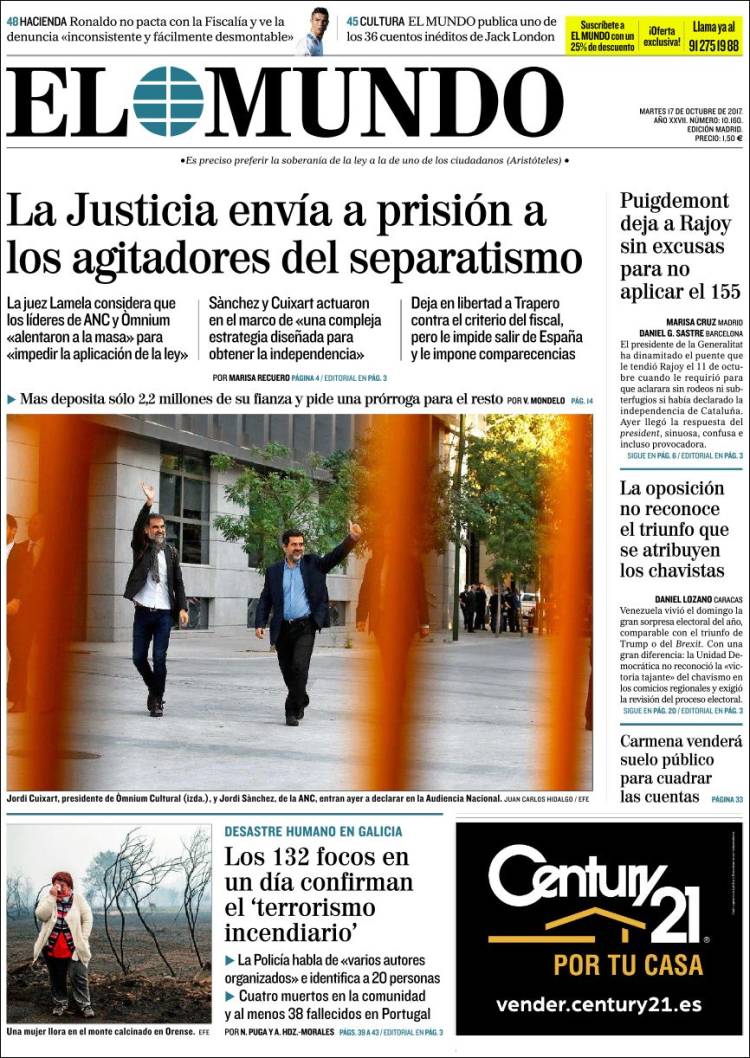 48 HACIENDA Ronaldo no pacta con la Fiscalía y ve la
denuncia «inconsistente y fácilmente desmontable»
45 CULTURA EL MUNDO publica uno de
los 36 cuentos inéditos de Jack London
Suscríbete a
EL MUNDO con un
25% de descuento
¡Oferta
exclusiva!
Llama ya al
91 275 19 88
EL MUNDO
MARTES 17 DE OCTUBRE DE 2017.
AÑO XXVII. NÚMERO: 10.160.
EDICIÓN MADRID.
PRECIO: 1,50 €
•Es preciso preferir la soberanía de la ley a la de uno de los ciudadanos (Aristóteles) •
La Justicia envía a prisión a
los agitadores del separatismo
La juez Lamela considera que
los líderes de ANC y Òmnium
«alentaron a la masa» para
«impedir la aplicación de la ley»
Sànchez y Cuixart actuaron
en el marco de «una compleja
estrategia diseñada para
obtener la independencia»
Deja en libertad a Trapero
contra el criterio del fiscal,
pero le impide salir de España
y le impone comparecencias
POR MARISA RECUERO PÁGINA 4 / EDITORIAL EN PÁG. 3
Mas deposita sólo 2,2 millones de su fianza y pide una prórroga para el resto POR V. MONDELO PÁG. 14
Jordi Cuixart, presidente de Òmnium Cultural (izda.), y Jordi Sànchez, de la ANC, entran ayer a declarar en la Audiencia Nacional. JUAN CARLOS HIDALGO / EFE
Puigdemont
deja a Rajoy
sin excusas
para no
aplicar el 155
MARISA CRUZ MADRID
DANIEL G. SASTRE BARCELONA
El presidente de la Generalitat
ha dinamitado el puente que
le tendió Rajoy el 11 de octu-
bre cuando le requirió para
que aclarara sin rodeos ni sub-
terfugios si había declarado la
independencia de Cataluña.
Ayer llegó la respuesta del
president, sinuosa, confusa e
incluso provocadora.
SIGUE EN PÁG. 6 / EDITORIAL EN PÁG. 3
La oposición
no reconoce
el triunfo que
se atribuyen
los chavistas
DANIEL LOZANO CARACAS
Venezuela vivió el domingo la
gran sorpresa electoral del año,
comparable con el triunfo de
Trump o del Brexit. Con una
gran diferencia: la Unidad De-
mocrática no reconoció la «vic-
toria tajante» del chavismo en
los comicios regionales y exigió
la revisión del proceso electoral.
SIGUE EN PÁG. 20 / EDITORIAL EN PÁG. 3
Carmena venderá
suelo público
para cuadrar
las cuentas PÁGINA 33
Una mujer llora en el monte calcinado en Orense. EFE
DESASTRE HUMANO EN GALICIA
Los 132 focos en
un día confirman
el ‘terrorismo
incendiario’
La Policía habla de «varios autores
organizados» e identifica a 20 personas
Cuatro muertos en la comunidad
y al menos 38 fallecidos en Portugal
POR N. PUGA Y A. HDZ.-MORALES PÁGS. 39 A 43 / EDITORIAL EN PÁG. 3
Century
21®
POR TU CASA
vender.century21.es